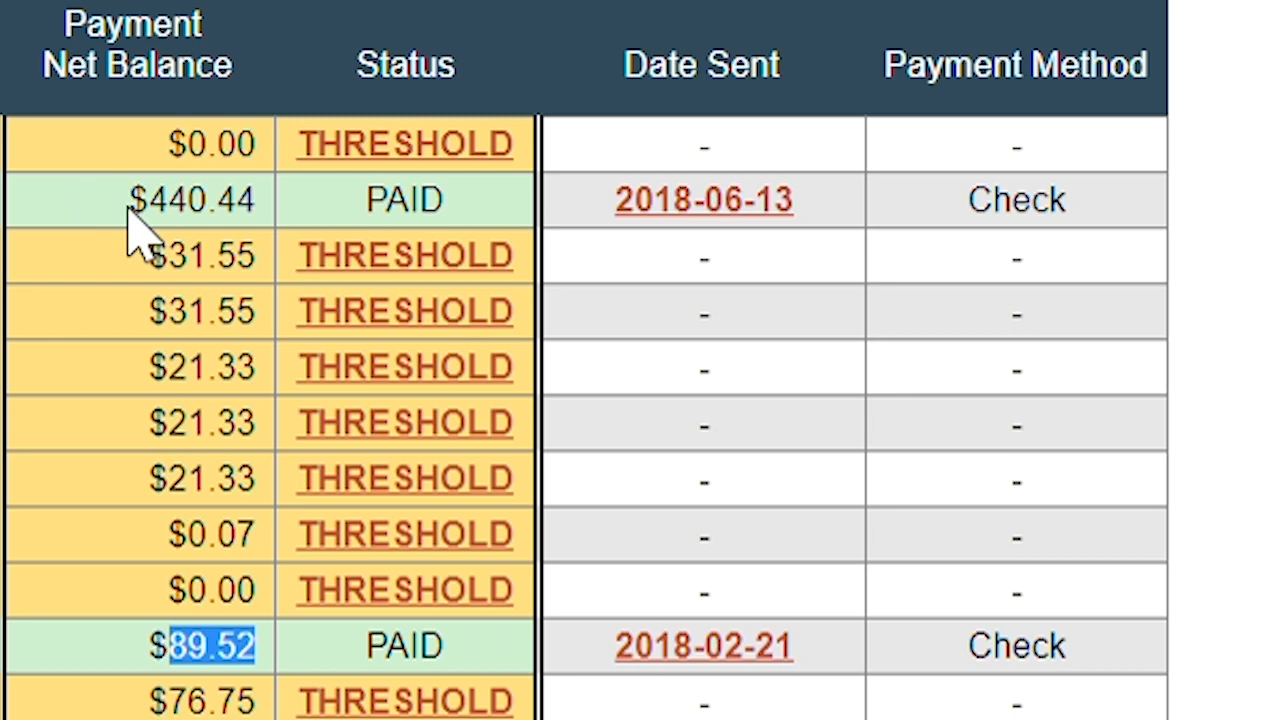 Payment
Net Balance Status Date Sent Payment Method
$0.00 THRESHOLD - -
$440.44 PAID 2018-06-13 Check
$31.55 THRESHOLD - -
$31.55 THRESHOLD - -
$21.33 THRESHOLD - -
$21.33 THRESHOLD - -
$21.33 THRESHOLD - -
$0.07 THRESHOLD - -
$0.00 THRESHOLD - -
$89.52 PAID 2018-02-21 Check
$76.75 THRESHOLD - -